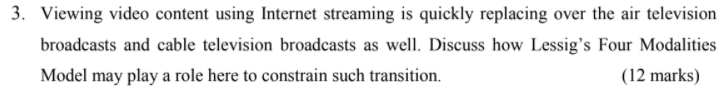 3. Viewing video content using Internet streaming is quickly replacing over the air television
broadcasts and cable television broadcasts as well. Discuss how Lessig's Four Modalities
Model may play a role here to constrain such transition. (12 marks)